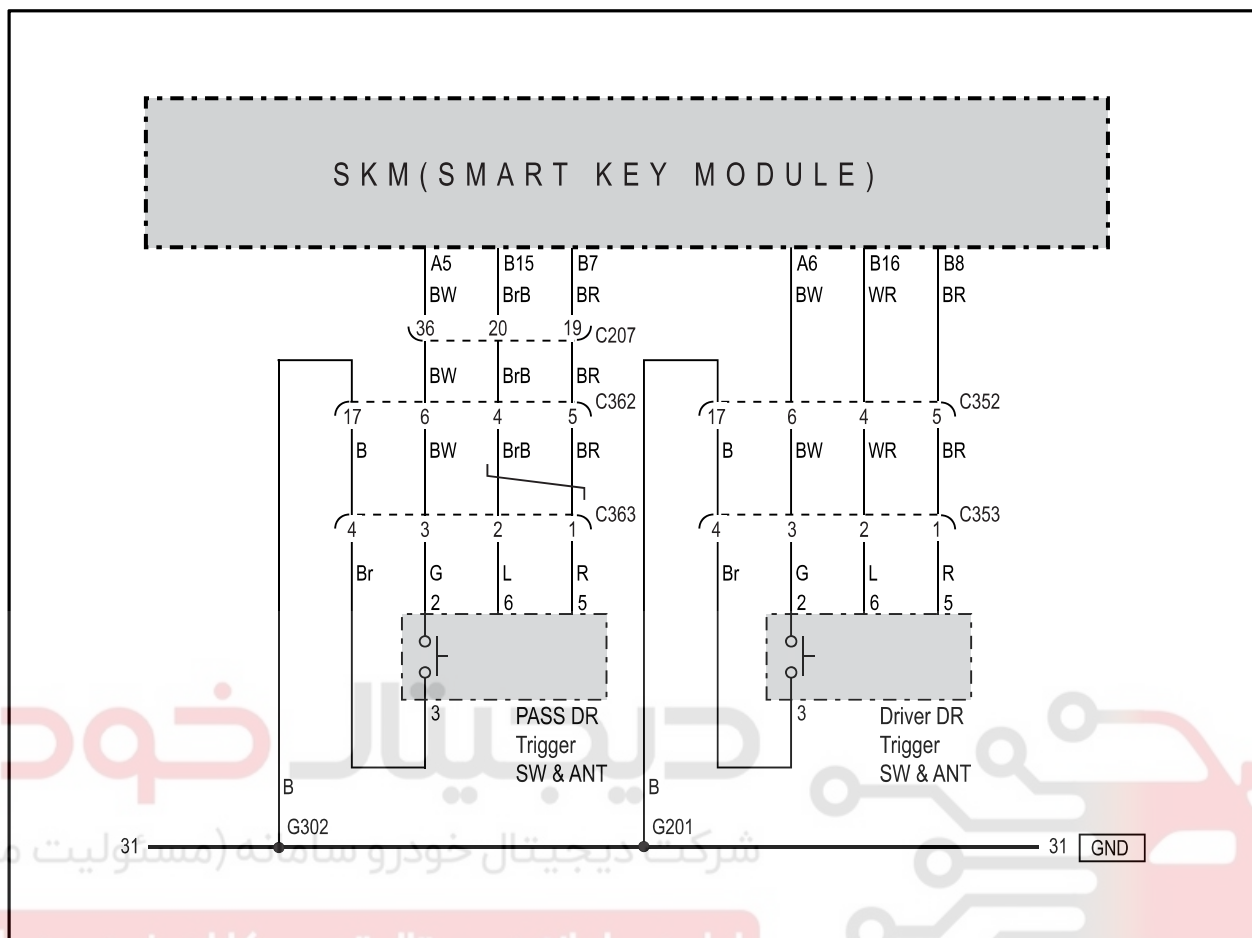 SKM(SMART KEY MODULE)
A5 B15 B7 A6 B16 B8
BW BrB BR BW WR BR
36 20 19 C207
BW BrB BR
C362 C352
17 6 4 5 17 6 4 5
B BW BrB BR B BW WR BR
C363 C353
4 3 2 1 4 3 2 1
Br G L R Br G L R
2 6 5 2 6 5
3 PASS DR 3 Driver DR
Trigger Trigger
SW & ANT SW & ANT
B B
G302 G201
31 31 GND
دیجیتال خودرو
شرکت دیجیتال خودرو سامانه (مسئولیت